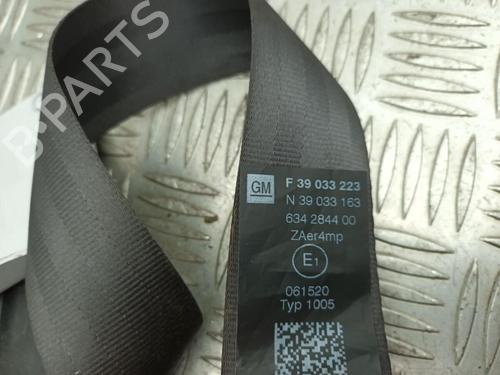 B-PARTS
GM
F 39 033 223
N 39 033 163
634 2844 00
ZAer4mp
E1
061520
Typ 1005